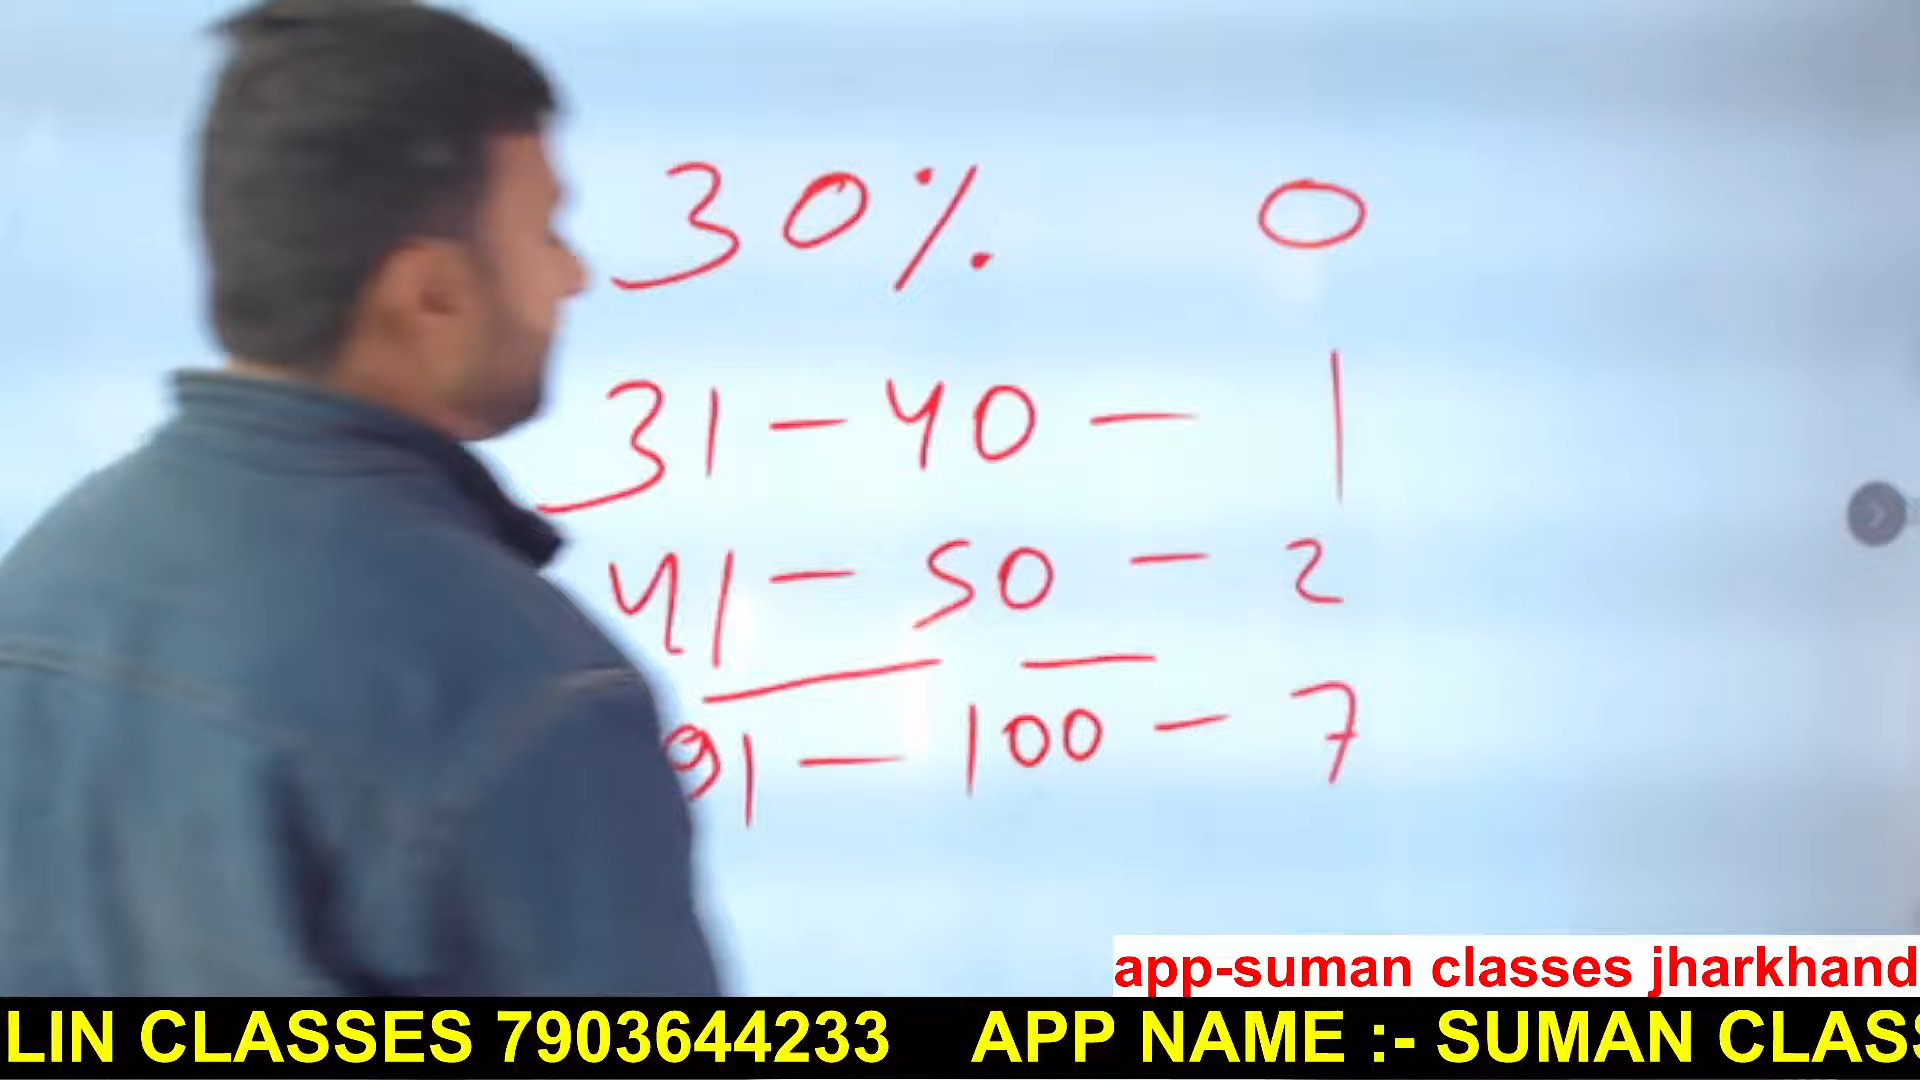 30% 0
31 - 40 - 1
41 - 50 - 2
91 - 100 - 7
app-suman classes jharkhand
LIN CLASSES 7903644233 APP NAME :- SUMAN CLASS